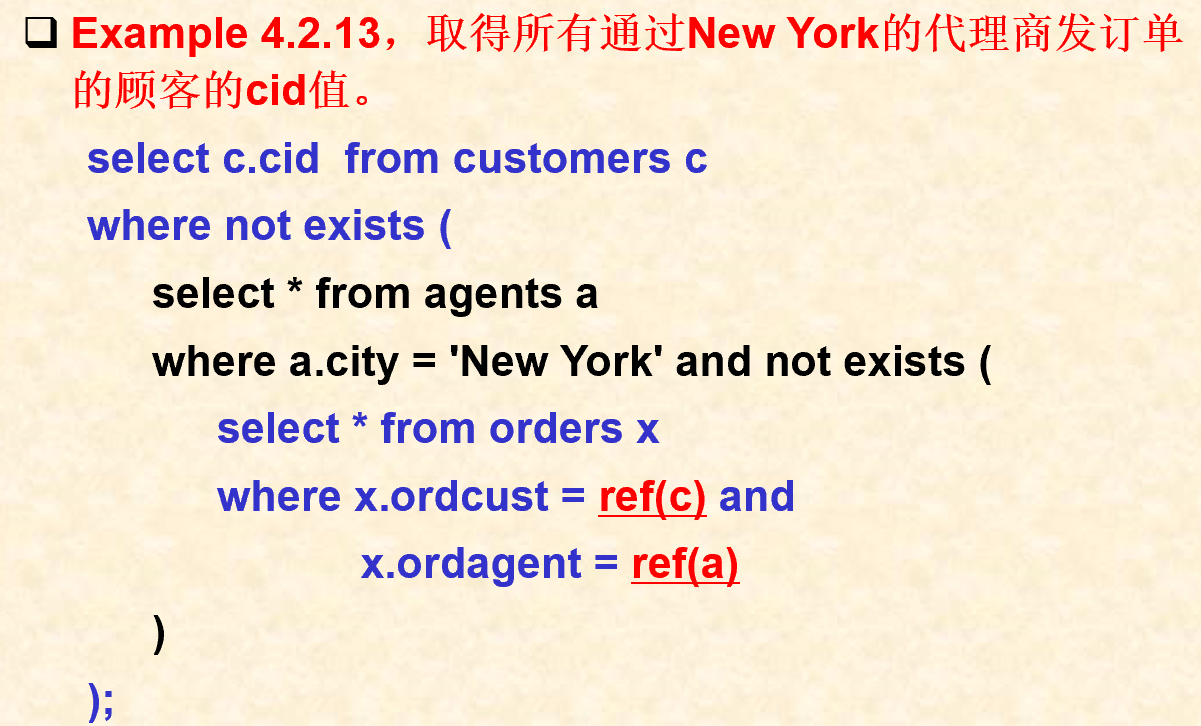 Example 4.2.13，取得所有通过New York的代理商发订单
的顾客的cid值。
select c.cid from customers c
where not exists (
select * from agents a
where a.city = 'New York' and not exists (
select * from orders x
where x.ordcust = ref(c) and
x.ordagent = ref(a)
)
);